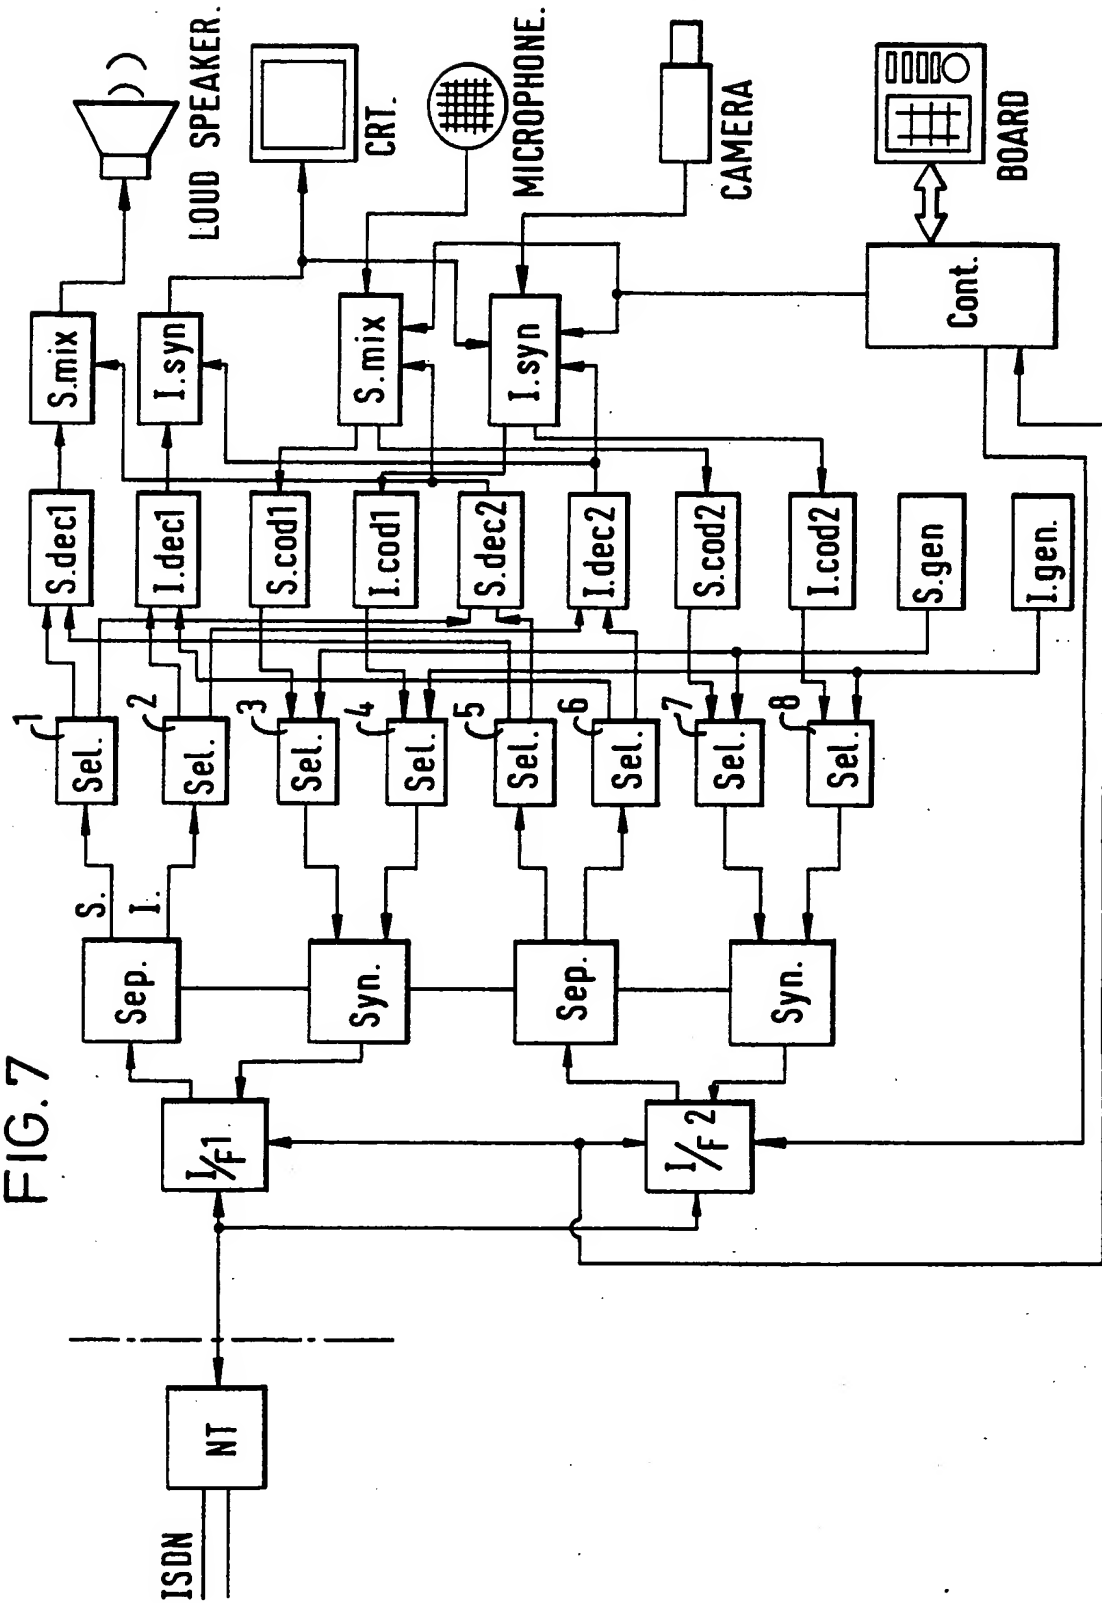 FIG. 7
ISDN
NT
I/F1
I/F 2
Sep.
Syn.
Sep.
Syn.
S.
I.
Sel.
1
Sel.
2
Sel.
3
Sel.
4
Sel.
5
Sel.
6
Sel.
7
Sel.
8
S.dec1
I.dec1
S.cod1
I.cod1
S.dec2
I.dec2
S.cod2
I.cod2
S.gen
I.gen.
S.mix
I.syn
S.mix
I.syn
Cont.
LOUD SPEAKER.
CRT.
MICROPHONE.
CAMERA
BOARD